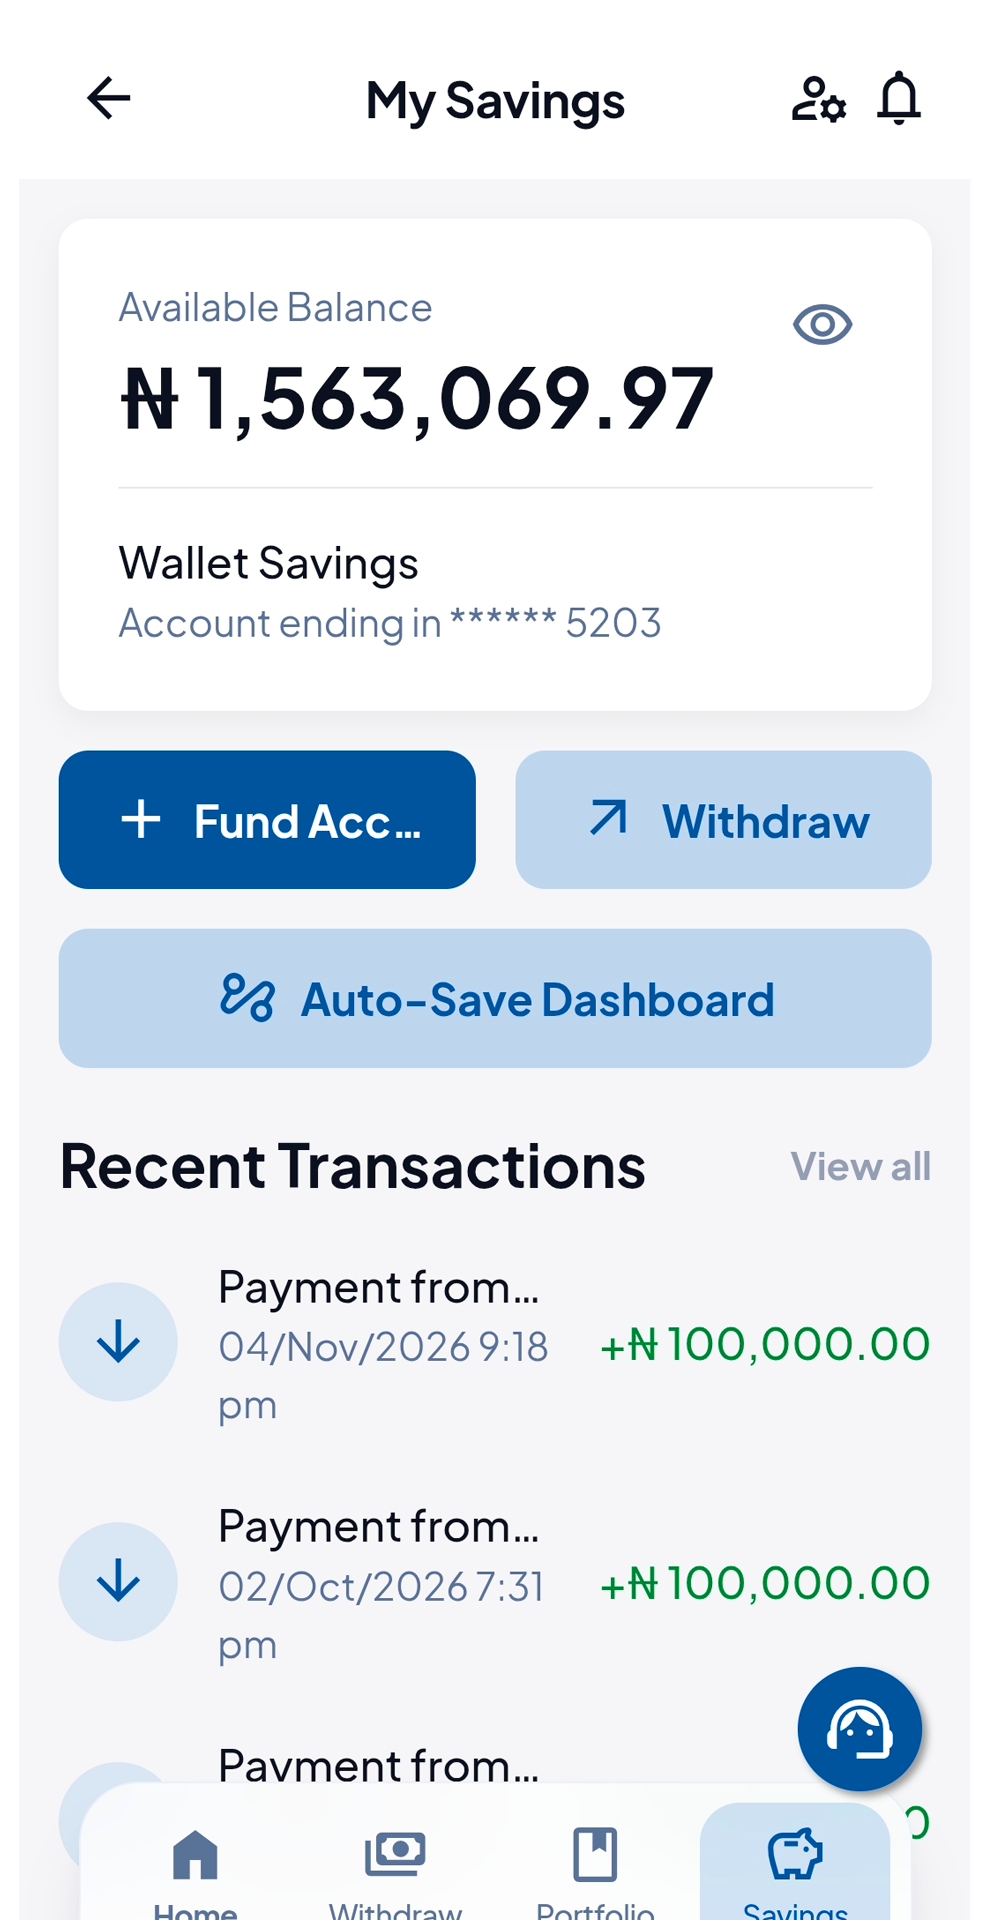 My Savings
Available Balance
₦ 1,563,069.97
Wallet Savings
Account ending in ****** 5203
Fund Acc...
Withdraw
Auto-Save Dashboard
Recent Transactions
View all
Payment from...
04/Nov/2026 9:18
pm
+₦ 100,000.00
Payment from...
02/Oct/2026 7:31
pm
+₦ 100,000.00
Payment from...
0
Home
Withdraw
Portfolio
Savings